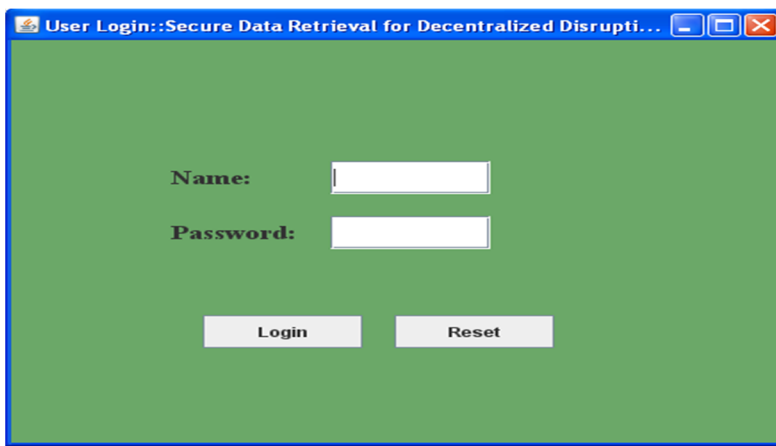 User Login::Secure Data Retrieval for Decentralized Disrupti...
Name:
Password:
Login Reset